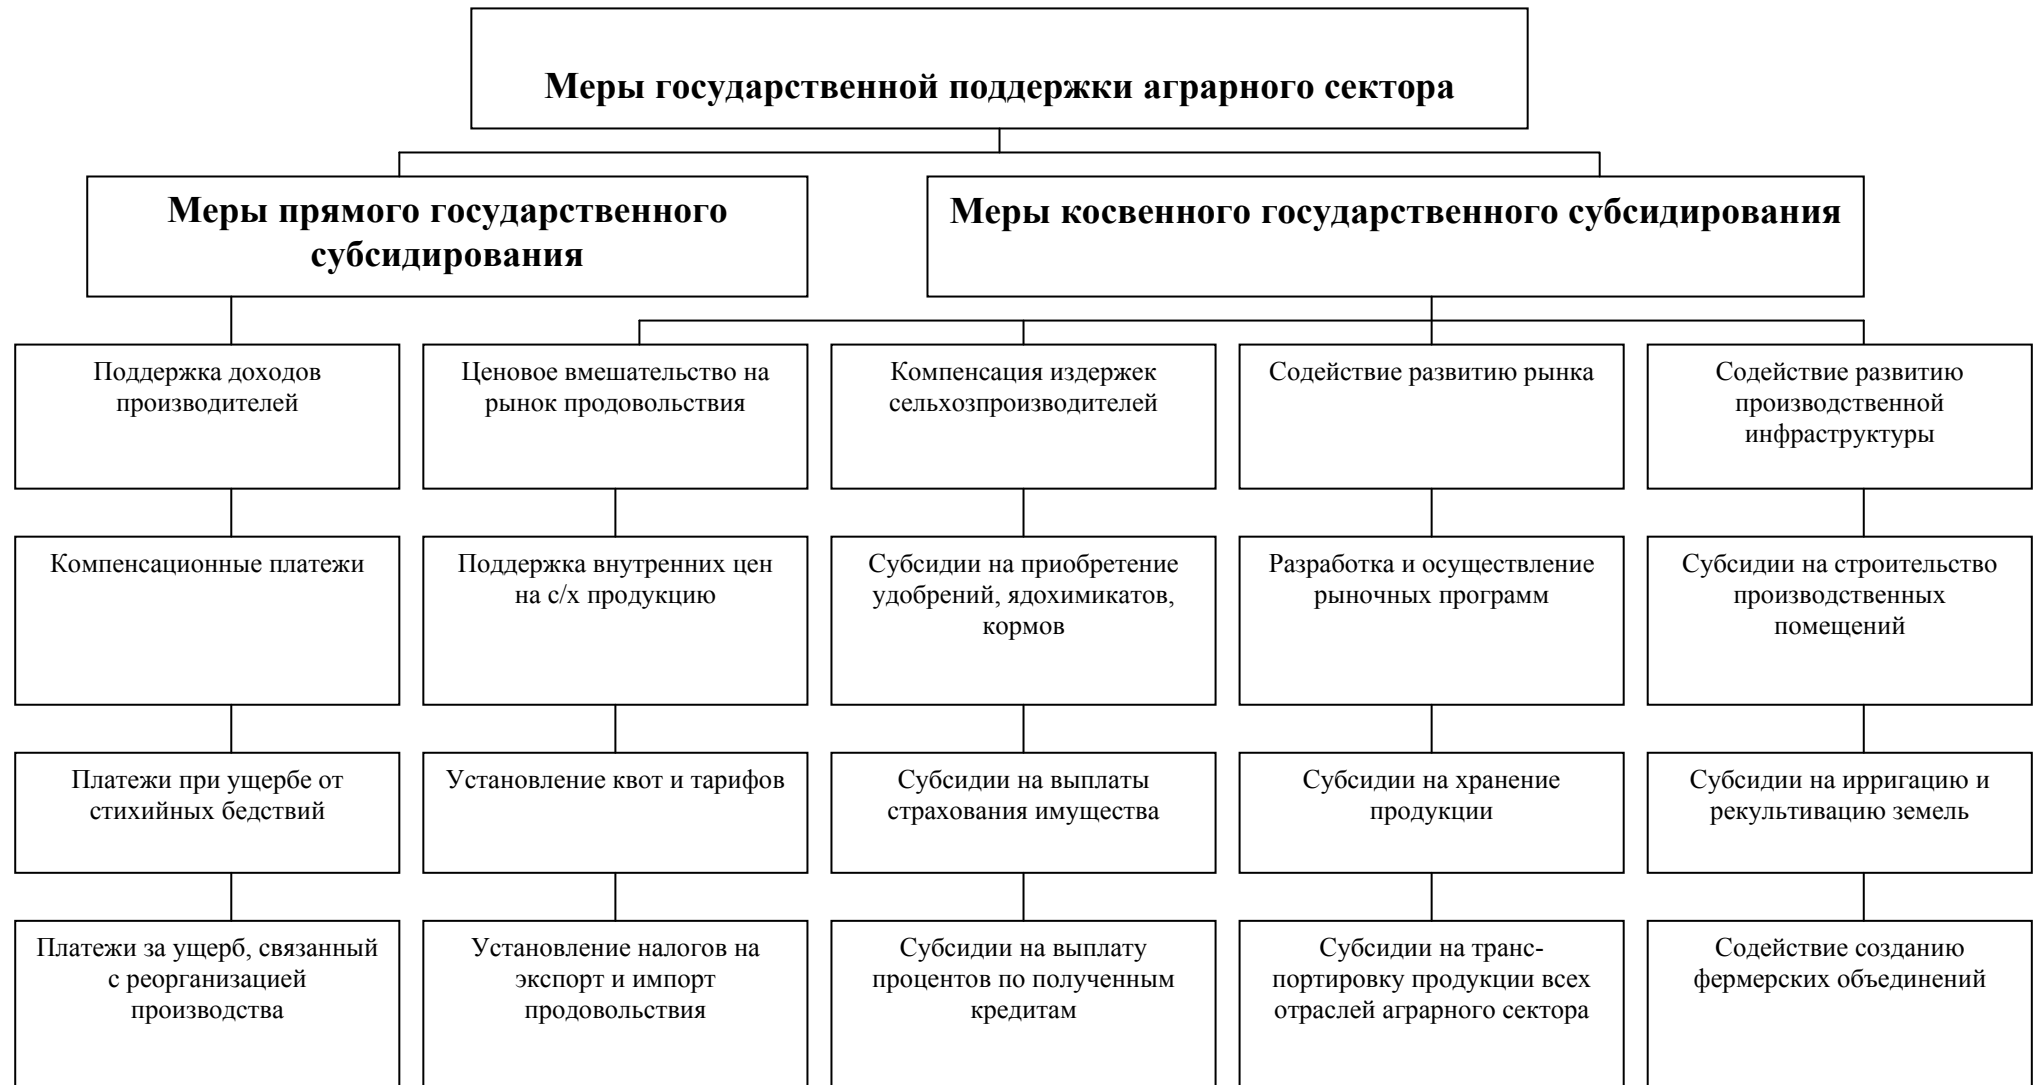 Меры государственной поддержки аграрного сектора
Меры прямого государственного
субсидирования
Меры косвенного государственного субсидирования
Поддержка доходов
производителей
Ценовое вмешательство на
рынок продовольствия
Компенсация издержек
сельхозпроизводителей
Содействие развитию рынка
Содействие развитию
производственной
инфраструктуры
Компенсационные платежи
Поддержка внутренних цен
на с/х продукцию
Субсидии на приобретение
удобрений, ядохимикатов,
кормов
Разработка и осуществление
рыночных программ
Субсидии на строительство
производственных
помещений
Платежи при ущербе от
стихийных бедствий
Установление квот и тарифов
Субсидии на выплаты
страхования имущества
Субсидии на хранение
продукции
Субсидии на ирригацию и
рекультивацию земель
Платежи за ущерб, связанный
с реорганизацией
производства
Установление налогов на
экспорт и импорт
продовольствия
Субсидии на выплату
процентов по полученным
кредитам
Субсидии на транс-
портировку продукции всех
отраслей аграрного сектора
Содействие созданию
фермерских объединений